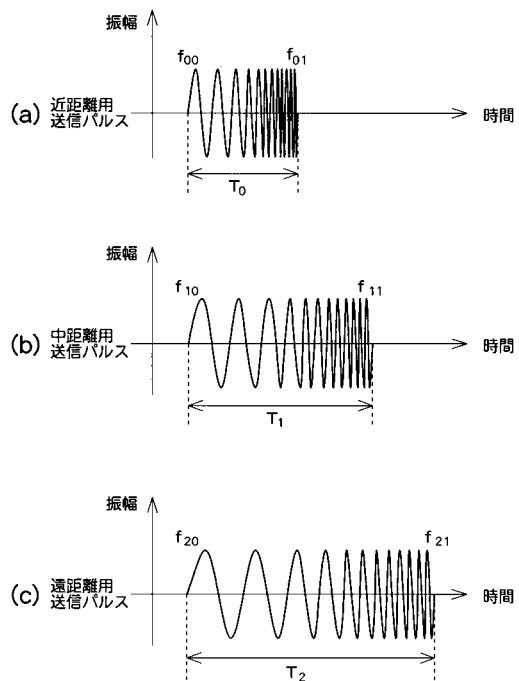 振幅
f00 f01
(a) 近距離用
送信パルス
時間
T0
振幅
f10 f11
(b) 中距離用
送信パルス
時間
T1
振幅
f20 f21
(c) 遠距離用
送信パルス
時間
T2